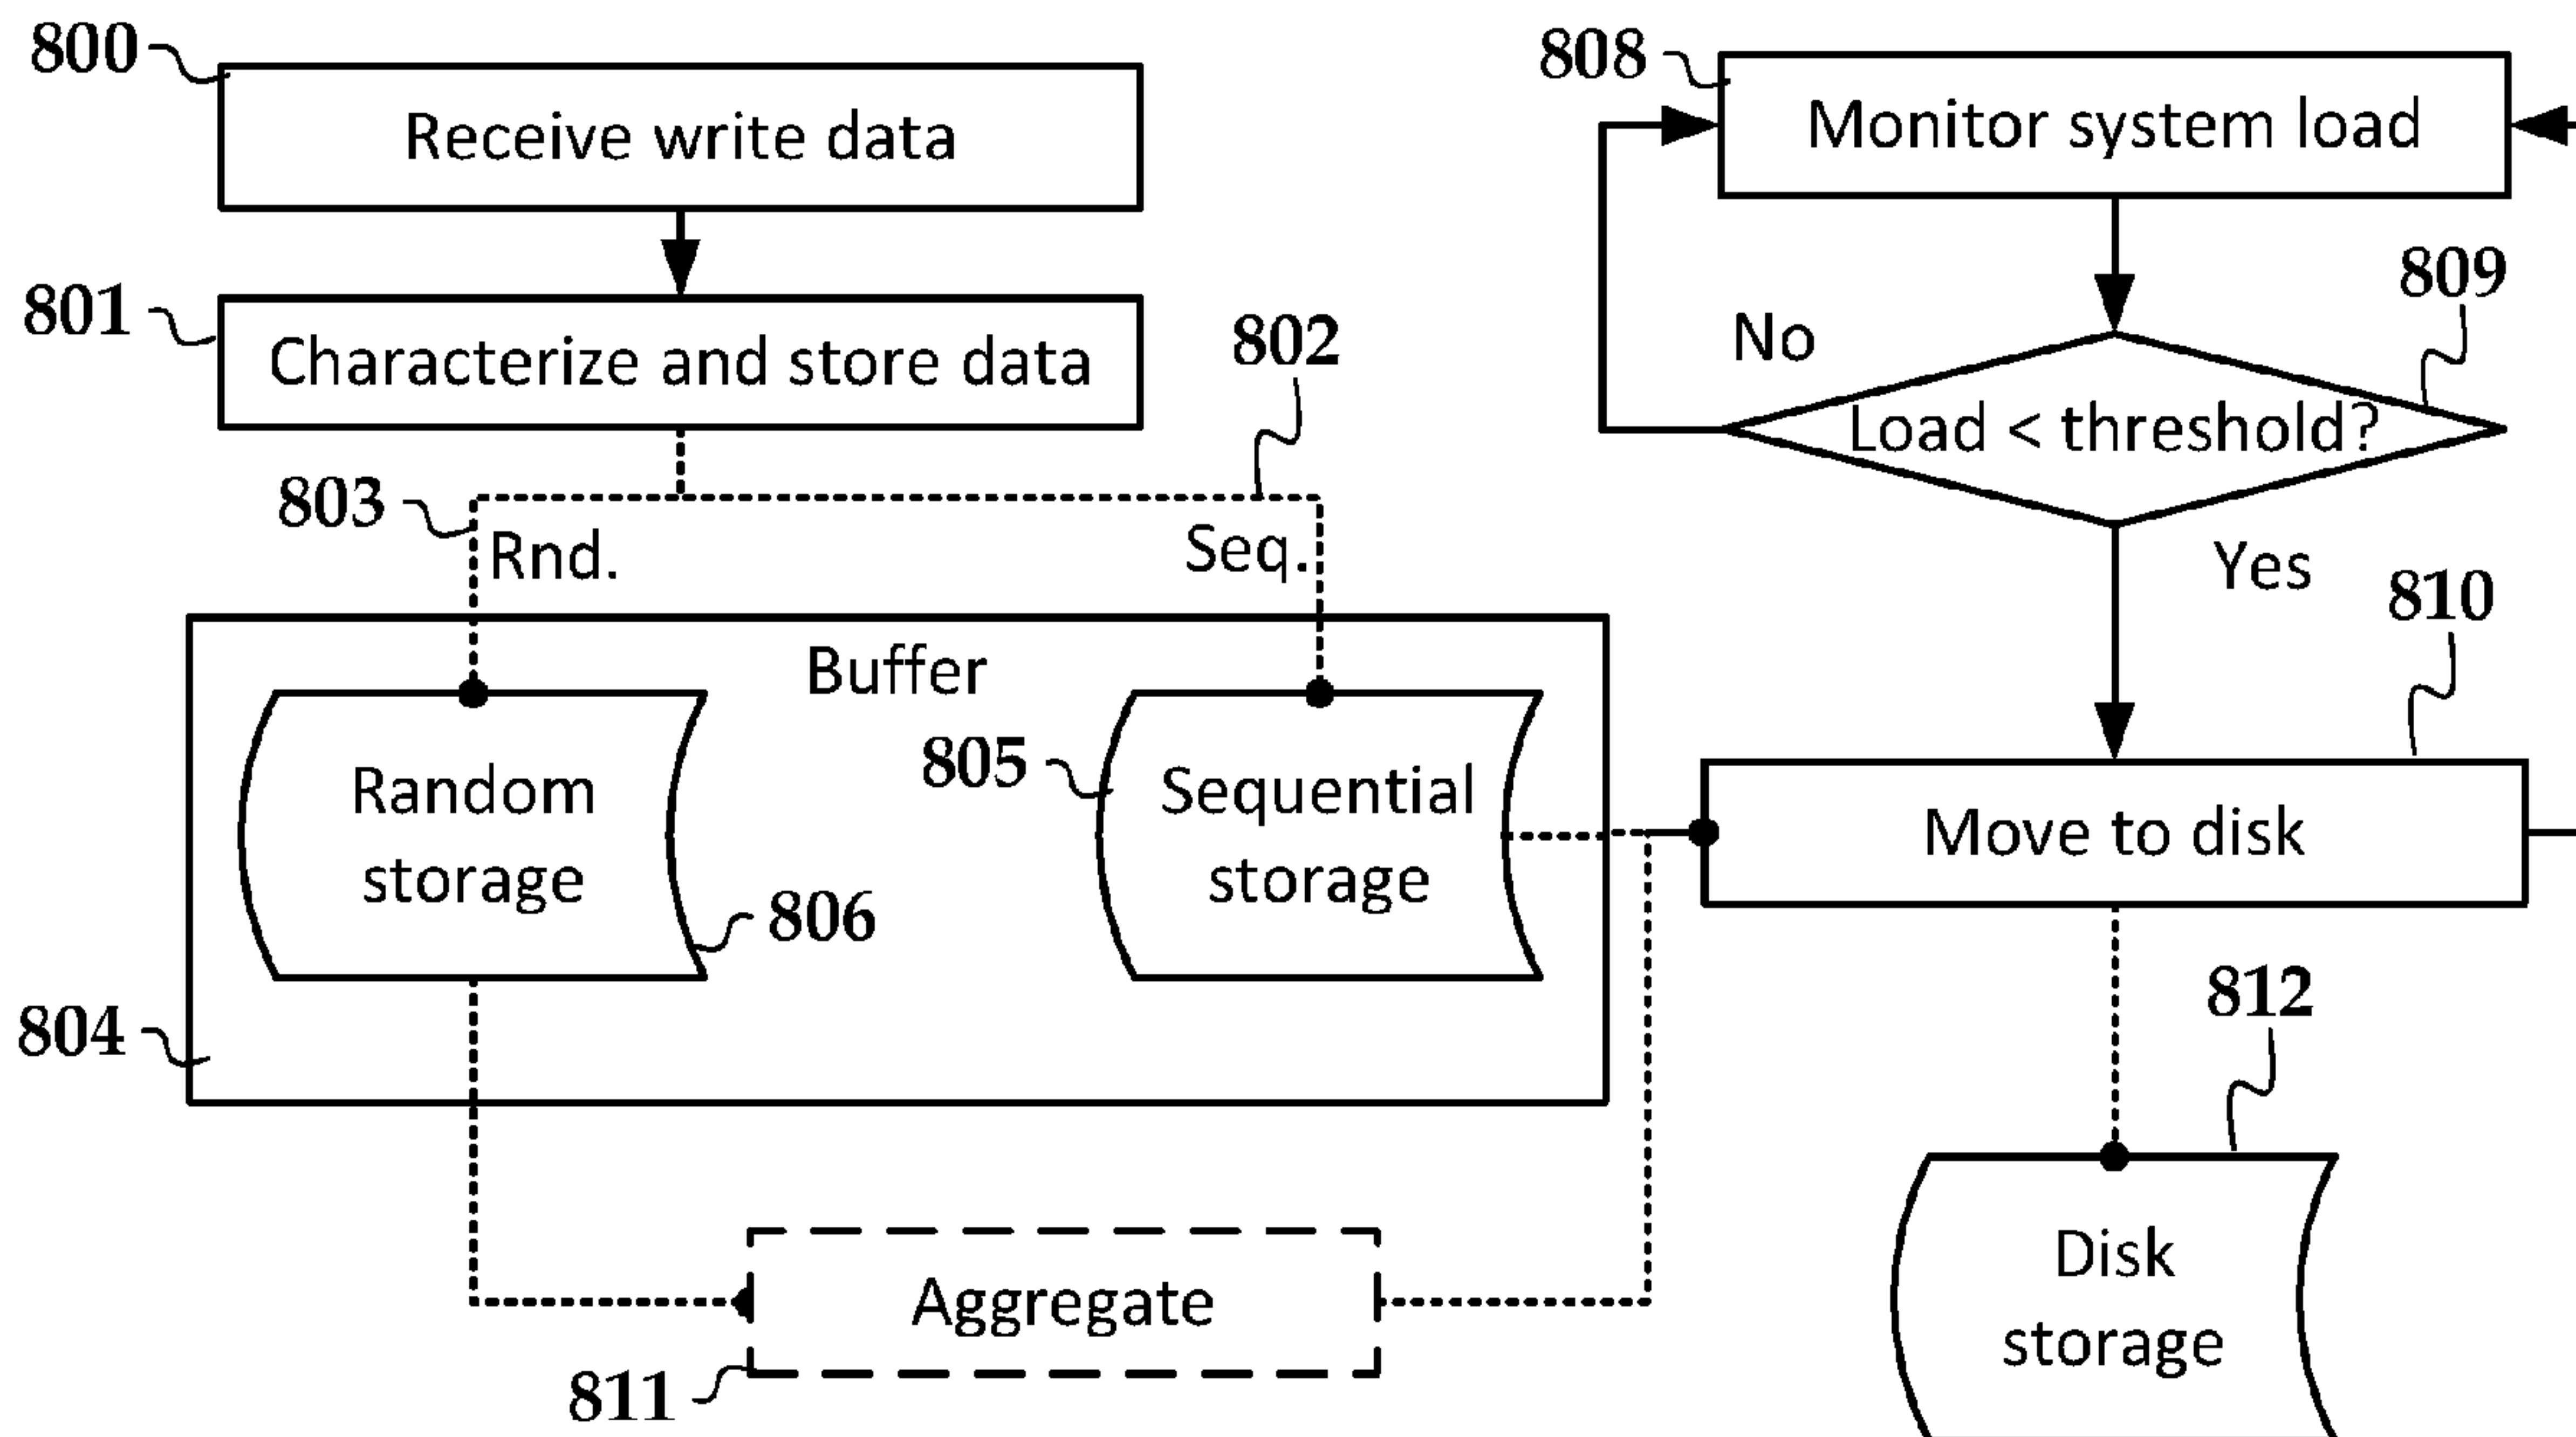 800
Receive write data
801
Characterize and store data
802
803
Rnd.
Seq.
Buffer
Random
storage
806
805
Sequential
storage
804
Aggregate
811
808
Monitor system load
809
No
Load < threshold?
Yes
810
Move to disk
812
Disk
storage